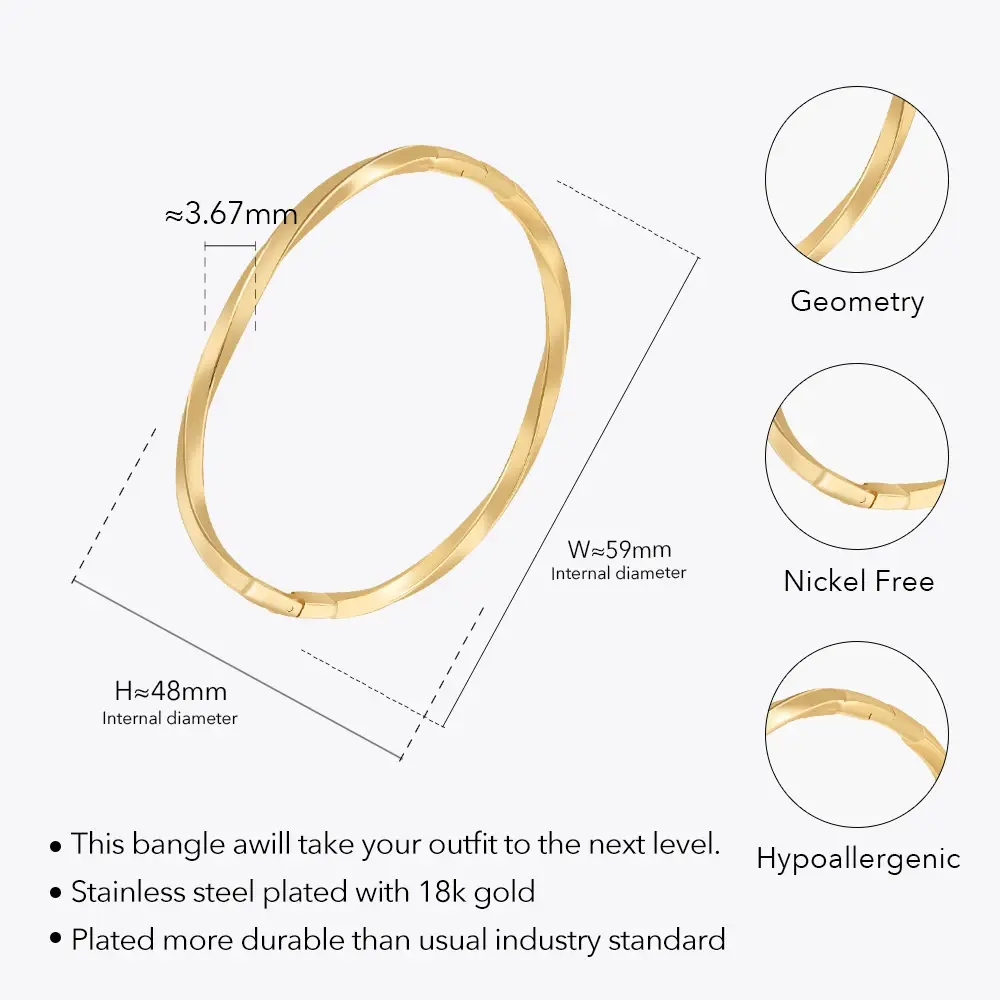 ≈3.67mm
Geometry
W≈59mm
Internal diameter
Nickel Free
H≈48mm
Internal diameter
Hypoallergenic
• This bangle awill take your outfit to the next level.
• Stainless steel plated with 18k gold
• Plated more durable than usual industry standard